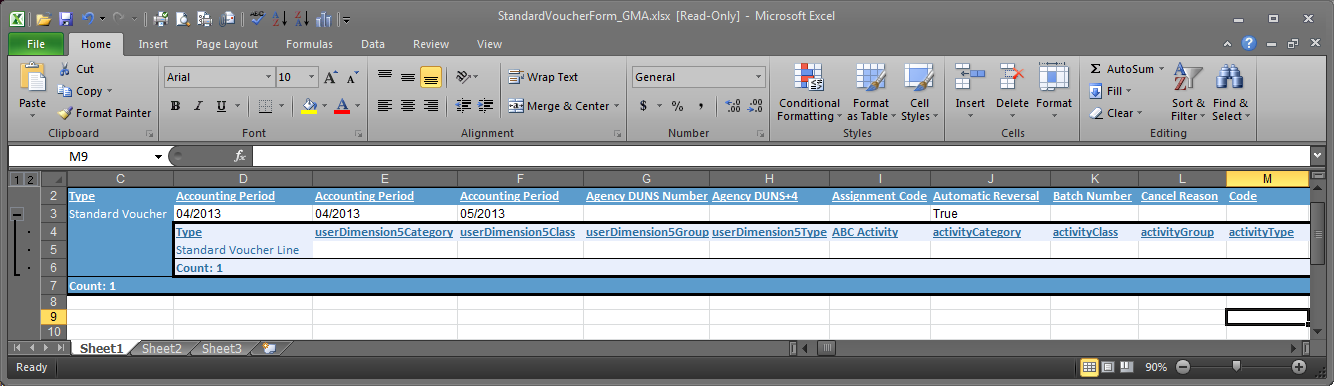 StandardVoucherForm_GMA.xlsx [Read-Only] - Microsoft Excel
File Home Insert Page Layout Formulas Data Review View
Paste
Cut
Copy
Format Painter
Clipboard
Arial 10
B I U
Font
Wrap Text
Merge & Center
Alignment
General
$ % ,
Number
Conditional Formatting
Format as Table
Cell Styles
Styles
Insert Delete Format
Cells
AutoSum
Fill
Clear
Sort & Filter
Find & Select
Editing
M9 fx
1 2 C D E F G H I J K L M
2 Type Accounting Period Accounting Period Accounting Period Agency DUNS Number Agency DUNS+4 Assignment Code Automatic Reversal Batch Number Cancel Reason Code
3 Standard Voucher 04/2013 04/2013 05/2013 True
4 Type userDimension5Category userDimension5Class userDimension5Group userDimension5Type ABC Activity activityCategory activityClass activityGroup activityType
5 Standard Voucher Line
6 Count: 1
7 Count: 1
8
9
10
Sheet1 Sheet2 Sheet3
Ready 90%